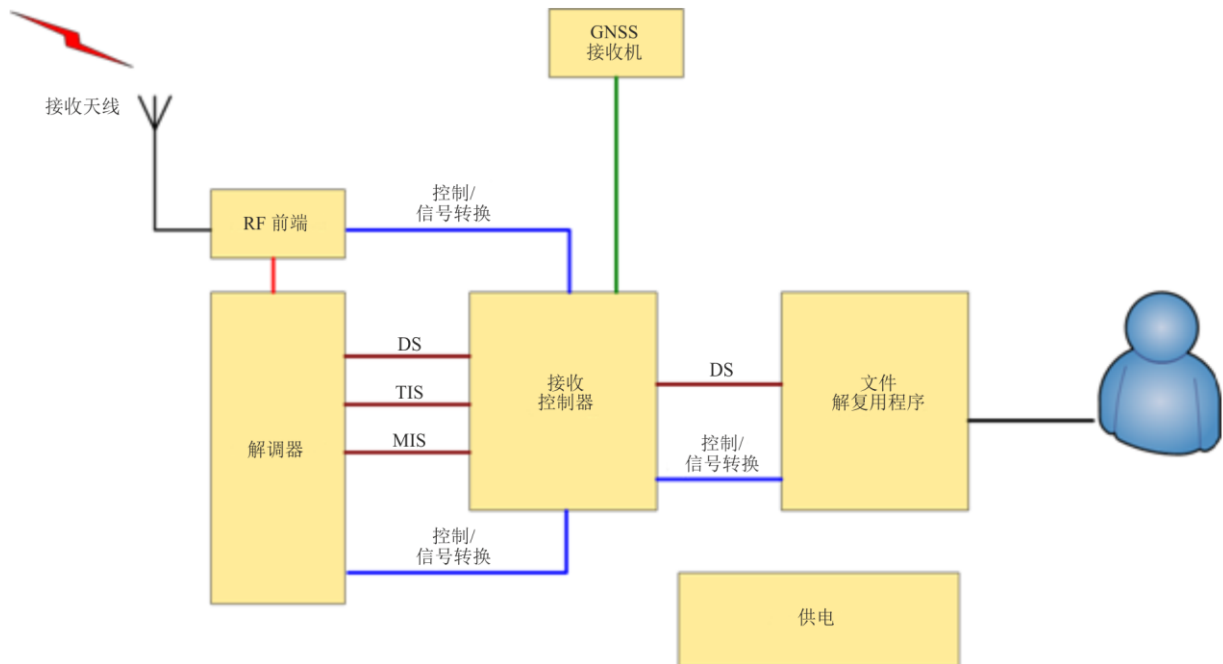 GNSS
接收机
接收天线
控制/
信号转换
RF 前端
DS
TIS
MIS
解调器
接收
控制器
DS
文件
解复用程序
控制/
信号转换
控制/
信号转换
供电